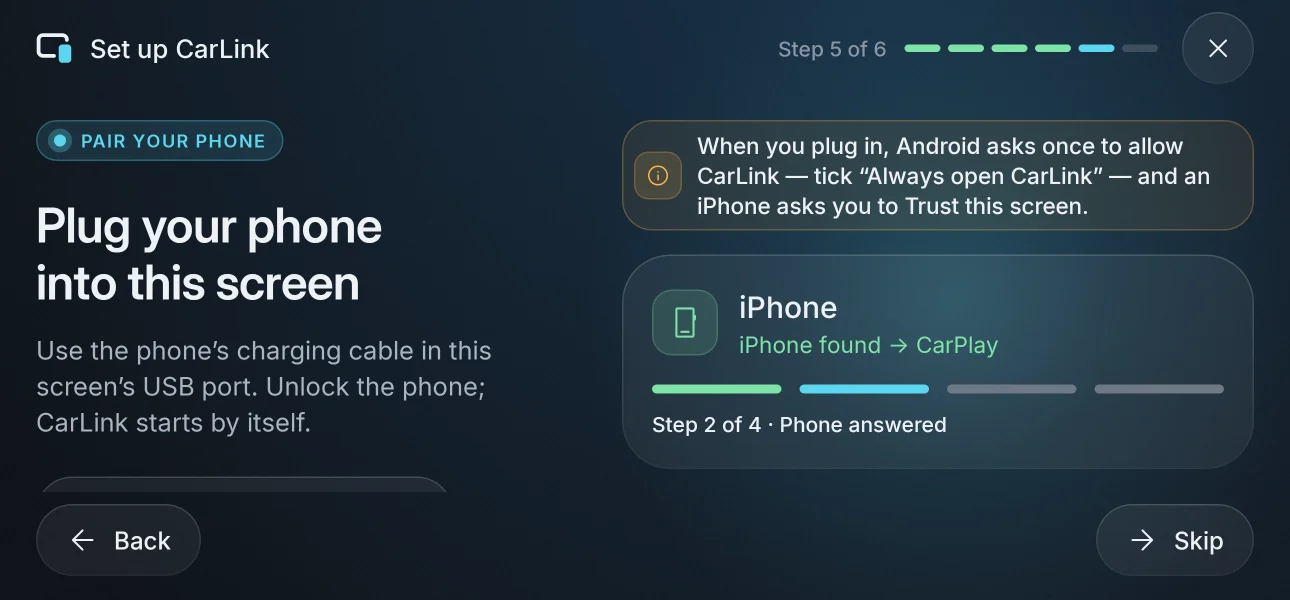 Set up CarLink
Step 5 of 6
PAIR YOUR PHONE
Plug your phone
into this screen
Use the phone’s charging cable in this
screen’s USB port. Unlock the phone;
CarLink starts by itself.
When you plug in, Android asks once to allow
CarLink — tick “Always open CarLink” — and an
iPhone asks you to Trust this screen.
iPhone
iPhone found → CarPlay
Step 2 of 4 · Phone answered
← Back
→ Skip